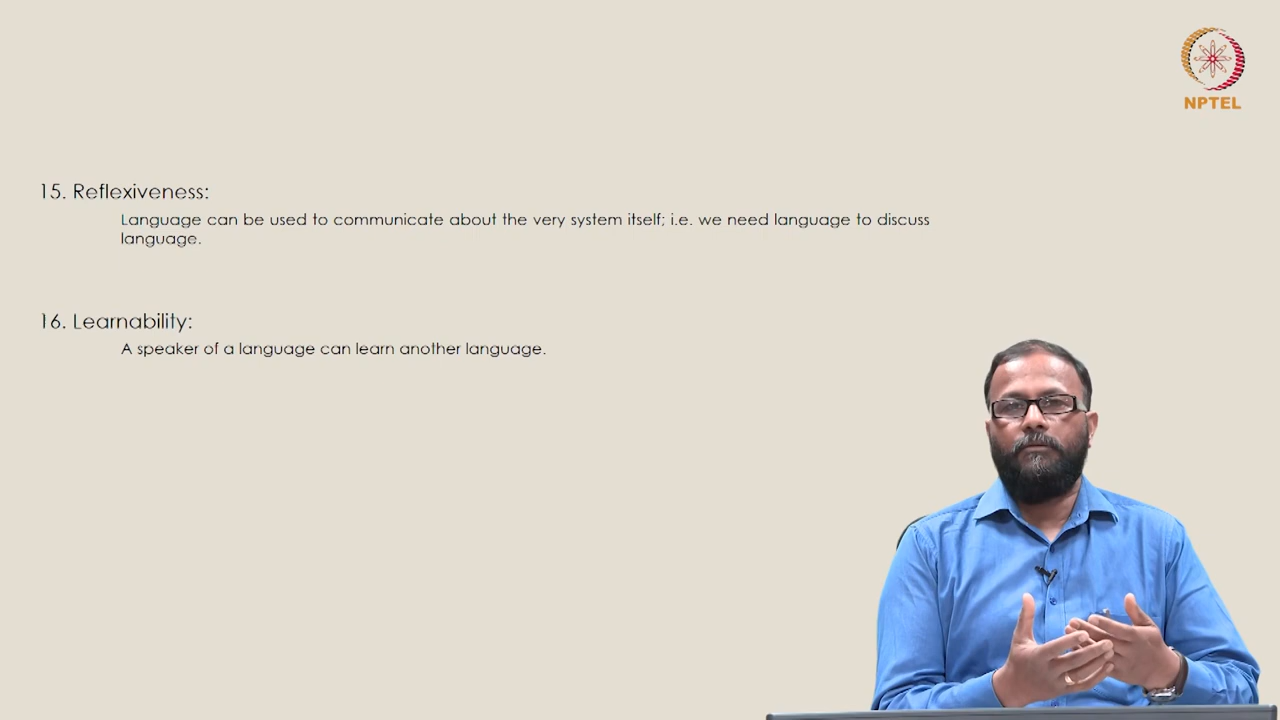 NPTEL
15. Reflexiveness:
Language can be used to communicate about the very system itself; i.e. we need language to discuss
language.
16. Learnability:
A speaker of a language can learn another language.